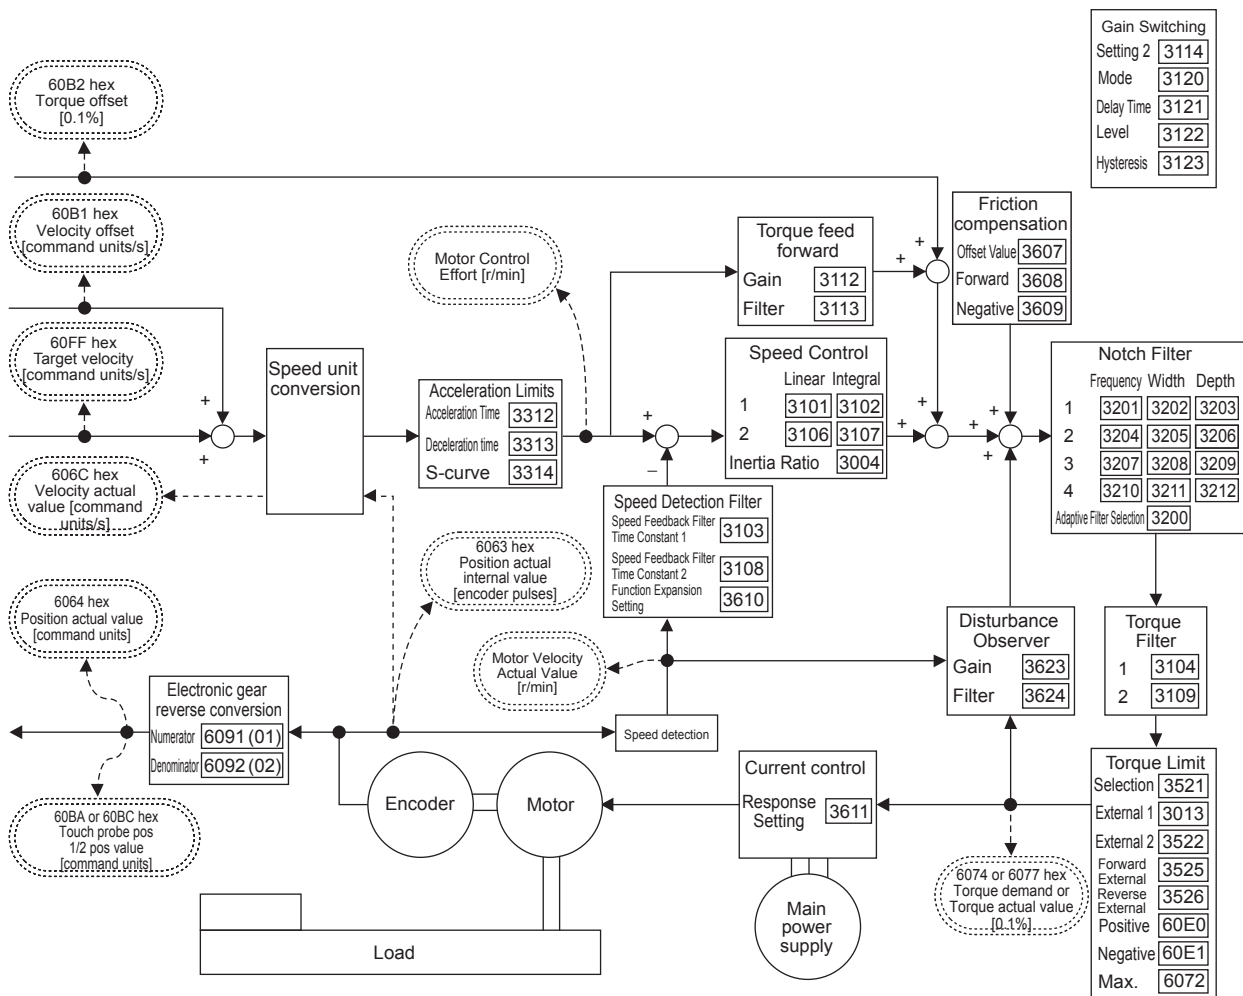 Gain Switching
Setting 2 3114
Mode 3120
Delay Time 3121
Level 3122
Hysteresis 3123
60B2 hex
Torque offset
[0.1%]
60B1 hex
Velocity offset
[command units/s]
60FF hex
Target velocity
[command units/s]
606C hex
Velocity actual
value [command
units/s]
+
+
Speed unit
conversion
Acceleration Limits
Acceleration Time 3312
Deceleration time 3313
S-curve 3314
Motor Control
Effort [r/min]
Torque feed
forward
Gain 3112
Filter 3113
+
+
Friction
compensation
Offset Value 3607
Forward 3608
Negative 3609
+
−
Speed Control
Linear Integral
1 3101 3102
2 3106 3107
Inertia Ratio 3004
+
+
+
+
+
Notch Filter
Frequency Width Depth
1 3201 3202 3203
2 3204 3205 3206
3 3207 3208 3209
4 3210 3211 3212
Adaptive Filter Selection 3200
Speed Detection Filter
Speed Feedback Filter
Time Constant 1 3103
Speed Feedback Filter
Time Constant 2 3108
Function Expansion
Setting 3610
6063 hex
Position actual
internal value
[encoder pulses]
6064 hex
Position actual value
[command units]
Motor Velocity
Actual Value
[r/min]
Disturbance
Observer
Gain 3623
Filter 3624
Torque
Filter
1 3104
2 3109
Electronic gear
reverse conversion
Numerator 6091 (01)
Denominator 6092 (02)
Speed detection
60BA or 60BC hex
Touch probe pos
1/2 pos value
[command units]
Encoder
Motor
Current control
Response
Setting 3611
Main
power
supply
Load
6074 or 6077 hex
Torque demand or
Torque actual value
[0.1%]
Torque Limit
Selection 3521
External 1 3013
External 2 3522
Forward
External 3525
Reverse
External 3526
Positive 60E0
Negative 60E1
Max. 6072